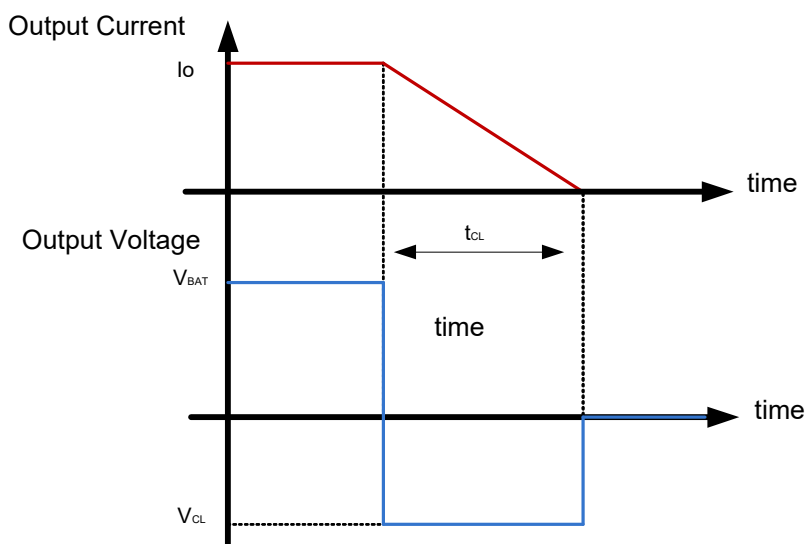 Output Current
Io
time
Output Voltage
tCL
VBAT
time
time
VCL